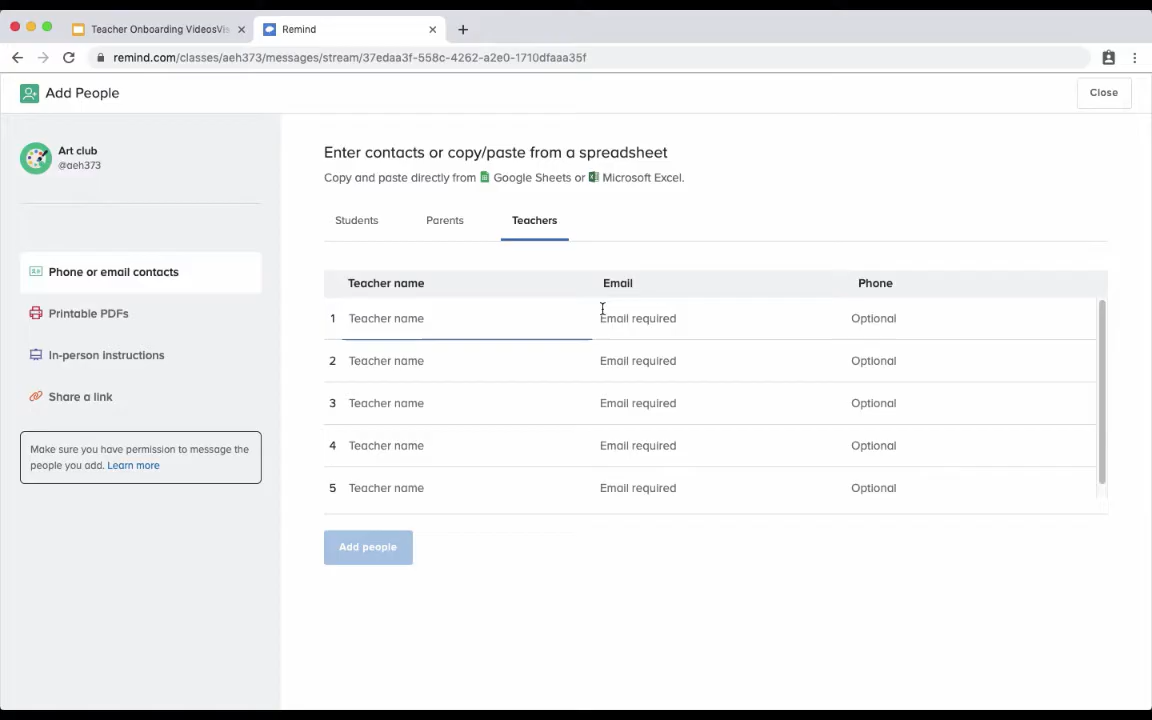 Teacher Onboarding VideosVis
Remind
remind.com/classes/aeh373/messages/stream/37edaa3f-558c-4262-a2e0-1710dfaaa35f
Add People
Close
Art club
@aeh373
Phone or email contacts
Printable PDFs
In-person instructions
Share a link
Make sure you have permission to message the
people you add. Learn more
Enter contacts or copy/paste from a spreadsheet
Copy and paste directly from Google Sheets or Microsoft Excel.
Students Parents Teachers
Teacher name Email Phone
1 Teacher name Email required Optional
2 Teacher name Email required Optional
3 Teacher name Email required Optional
4 Teacher name Email required Optional
5 Teacher name Email required Optional
Add people